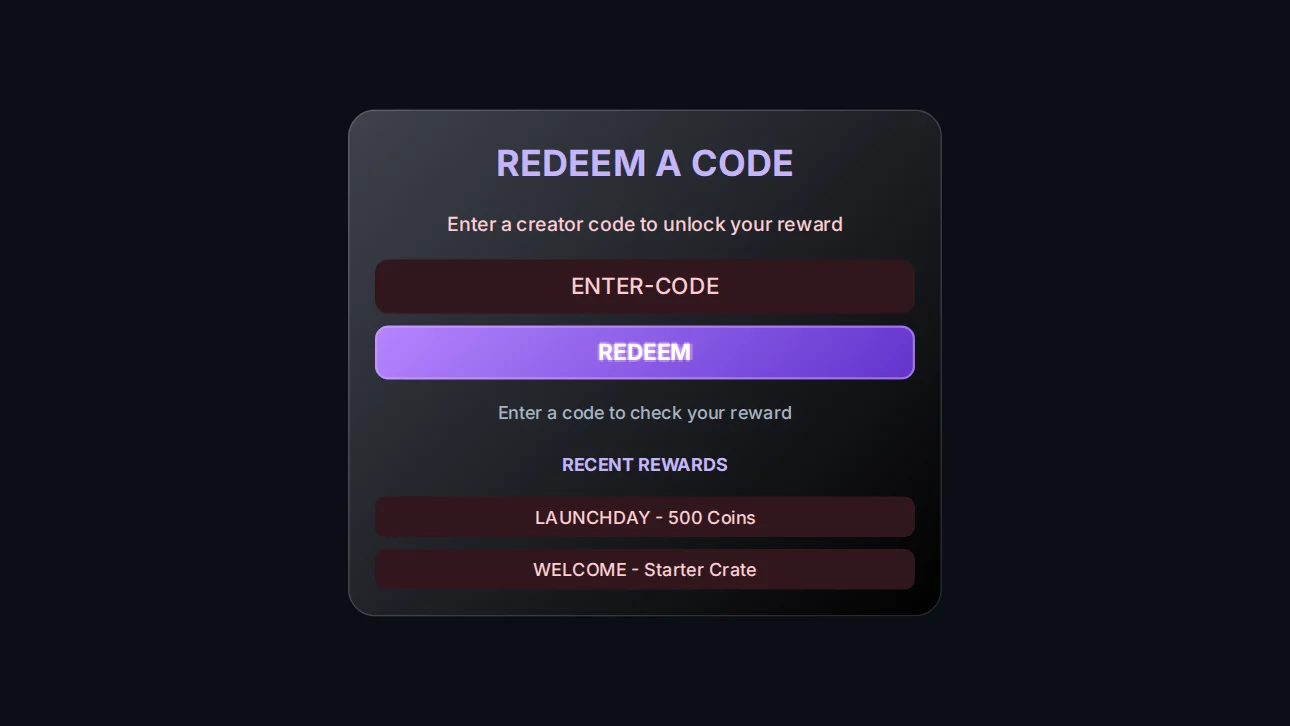 REDEEM A CODE
Enter a creator code to unlock your reward
ENTER-CODE
REDEEM
Enter a code to check your reward
RECENT REWARDS
LAUNCHDAY - 500 Coins
WELCOME - Starter Crate